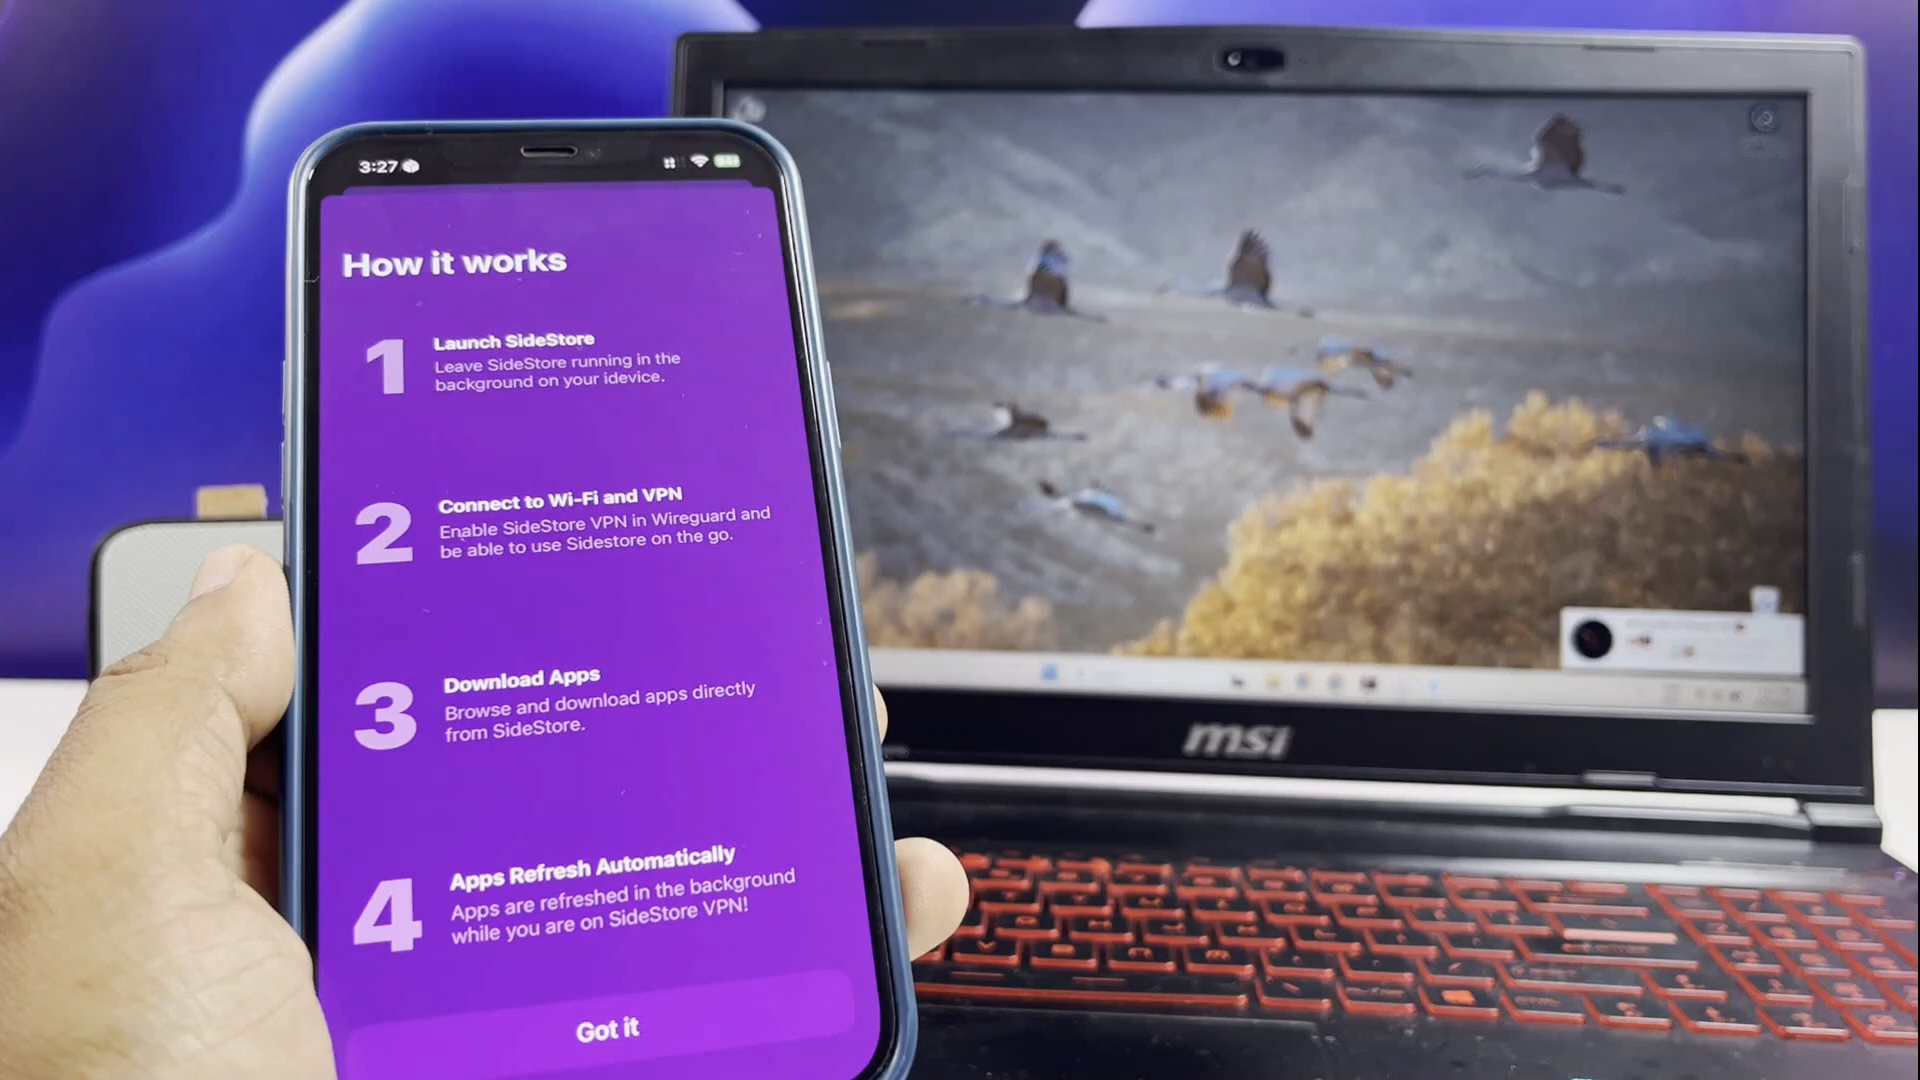 3:27
How it works
1
Launch SideStore
Leave SideStore running in the
background on your idevice.
2
Connect to Wi-Fi and VPN
Enable SideStore VPN in Wireguard and
be able to use Sidestore on the go.
3
Download Apps
Browse and download apps directly
from SideStore.
4
Apps Refresh Automatically
Apps are refreshed in the background
while you are on SideStore VPN!
Got it
msi